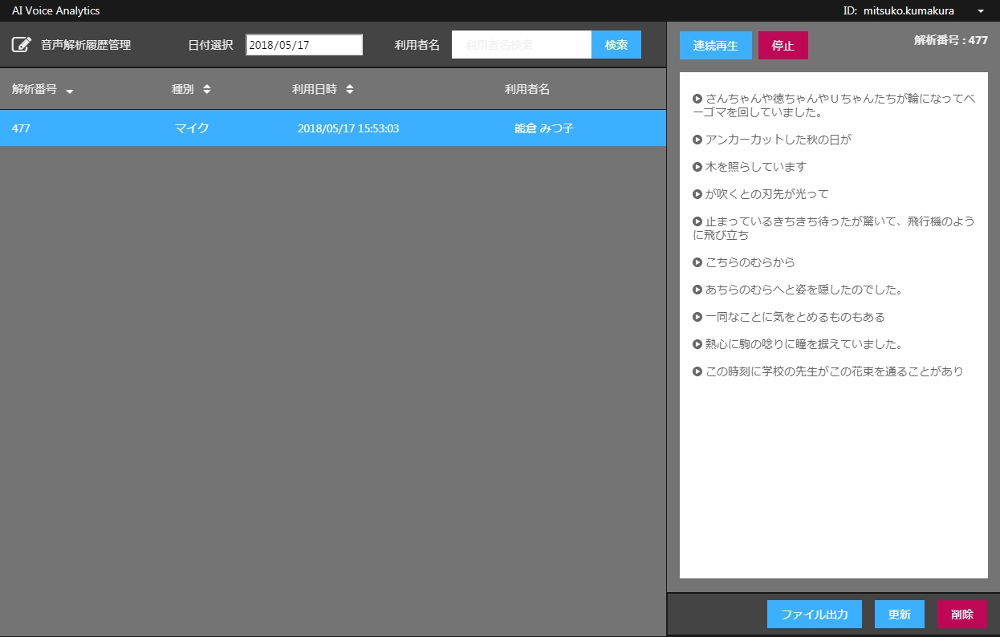 AI Voice Analytics
ID: mitsuko.kumakura
音声解析履歴管理 日付選択 2018/05/17 利用者名 利用者名検索 検索
解析番号 種別 利用日時 利用者名
477 マイク 2018/05/17 15:53:03 熊倉 みつ子
連続再生 停止 解析番号 : 477
さんちゃんや徳ちゃんやUちゃんたちが輪になってベ
ーゴマを回していました。
アンカーカットした秋の日が
木を照らしています
が吹くとの刃先が光って
止まっているきちきち待ったが驚いて、飛行機のよう
に飛び立ち
こちらのむらから
あちらのむらへと姿を隠したのでした。
一同なことに気をとめるものもある
熱心に駒の唸りに瞳を据えていました。
この時刻に学校の先生がこの花束を通ることがあり
ファイル出力 更新 削除